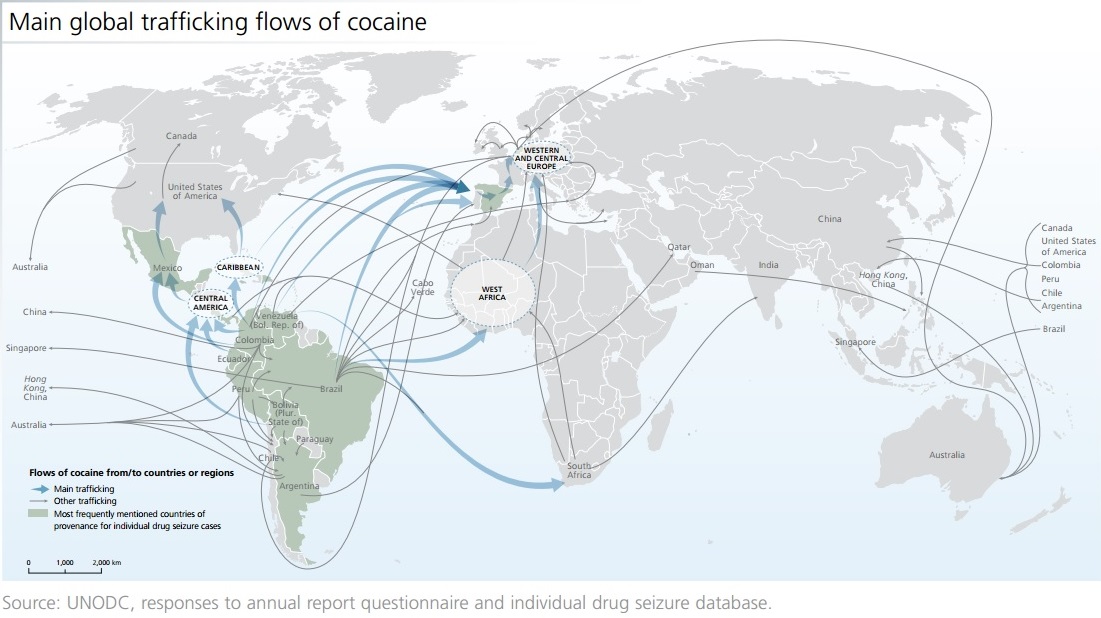 Main global trafficking flows of cocaine
Canada
United States
of America
Mexico
CARIBBEAN
CENTRAL
AMERICA
Australia
China
Singapore
Hong
Kong,
China
Australia
Venezuela
(Bol. Rep. of)
Colombia
Ecuador
Peru
Brazil
Bolivia
(Plur.
State of)
Paraguay
Chile
Argentina
WESTERN
AND CENTRAL
EUROPE
Cabo
Verde
WEST
AFRICA
South
Africa
Qatar
Oman
India
China
Hong Kong,
China
Singapore
Australia
Canada
United States
of America
Colombia
Peru
Chile
Argentina
Brazil
Flows of cocaine from/to countries or regions
Main trafficking
Other trafficking
Most frequently mentioned countries of
provenance for individual drug seizure cases
0 1,000 2,000 km
Source: UNODC, responses to annual report questionnaire and individual drug seizure database.